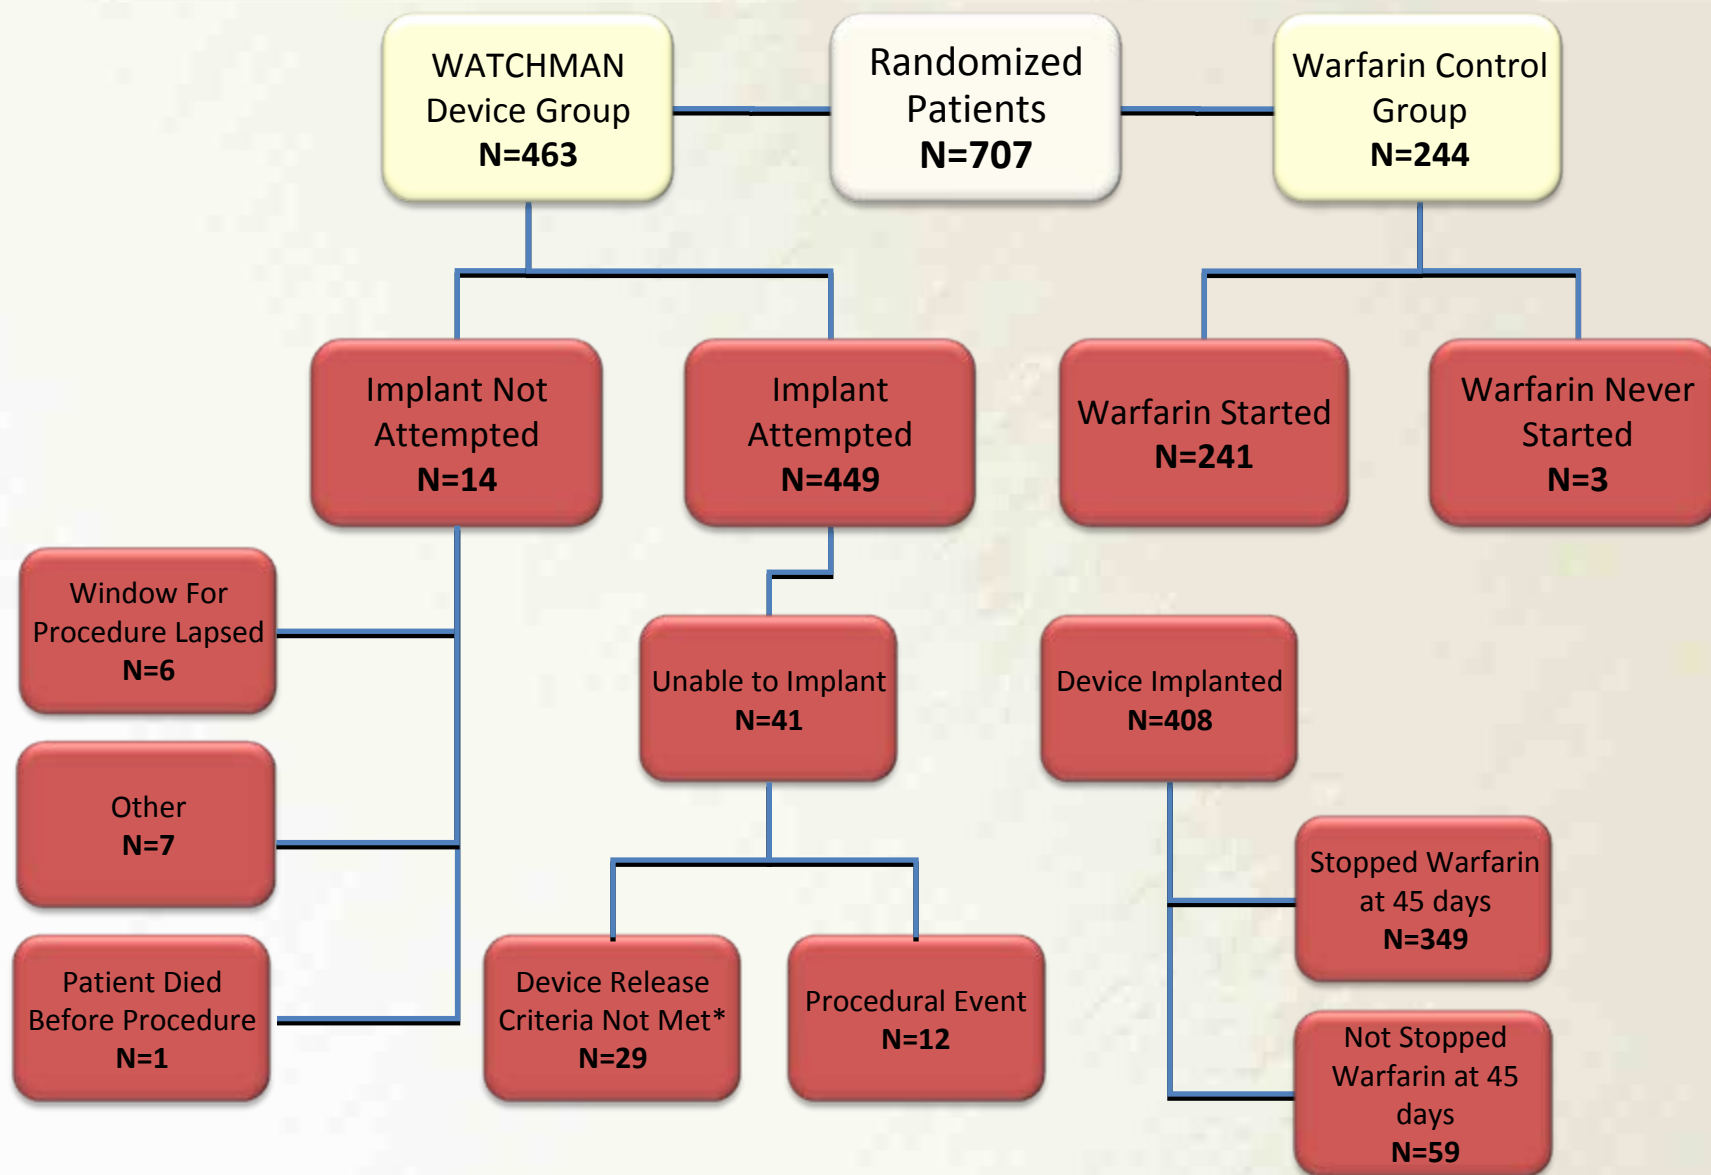 WATCHMAN
Device Group
N=463
Randomized
Patients
N=707
Warfarin Control
Group
N=244
Implant Not
Attempted
N=14
Implant
Attempted
N=449
Warfarin Started
N=241
Warfarin Never
Started
N=3
Window For
Procedure Lapsed
N=6
Unable to Implant
N=41
Device Implanted
N=408
Other
N=7
Stopped Warfarin
at 45 days
N=349
Patient Died
Before Procedure
N=1
Device Release
Criteria Not Met*
N=29
Procedural Event
N=12
Not Stopped
Warfarin at 45
days
N=59